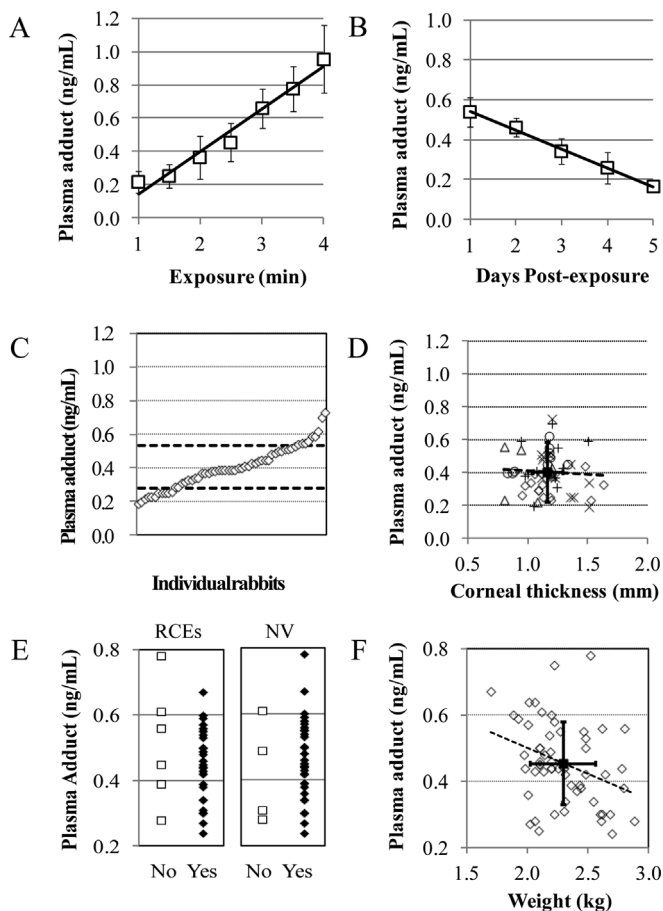 A
Plasma adduct (ng/mL)
1.2
1.0
0.8
0.6
0.4
0.2
0.0
1 2 3 4
Exposure (min)
B
Plasma adduct (ng/mL)
1.0
0.8
0.6
0.4
0.2
0.0
1 2 3 4 5
Days Post-exposure
C
Plasma adduct (ng/mL)
1.2
1.0
0.8
0.6
0.4
0.2
0.0
Individualrabbits
D
Plasma adduct (ng/mL)
1.2
1.0
0.8
0.6
0.4
0.2
0.0
0.5 1.0 1.5 2.0
Corneal thickness (mm)
E
RCEs NV
Plasma Adduct (ng/mL)
0.8
0.6
0.4
0.2
No Yes No Yes
F
Plasma adduct (ng/mL)
0.8
0.6
0.4
0.2
1.5 2.0 2.5 3.0
Weight (kg)